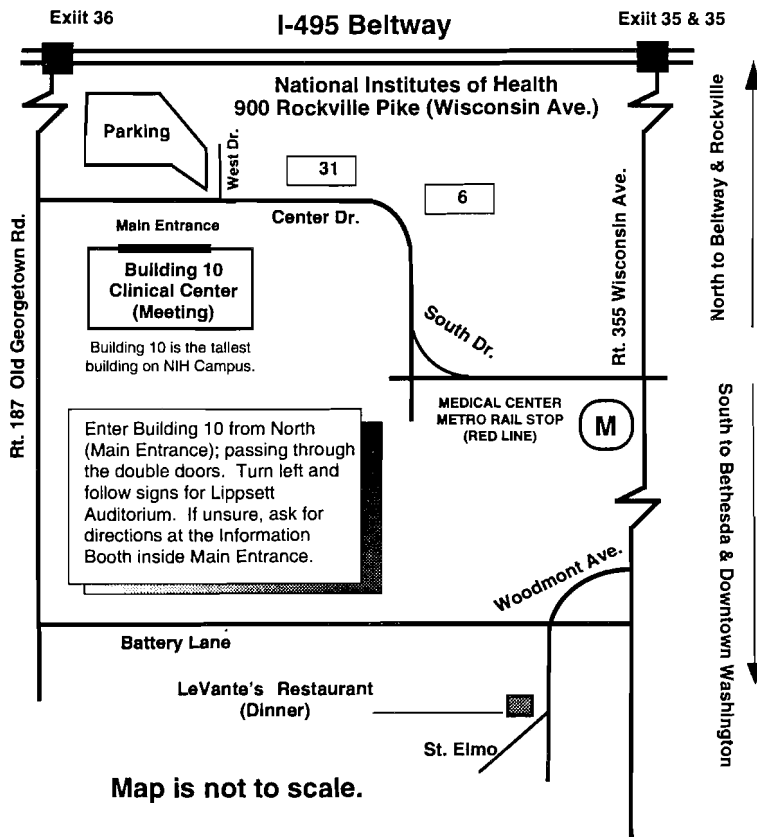 Exiit 36
I-495 Beltway
Exiit 35 & 35
National Institutes of Health
900 Rockville Pike (Wisconsin Ave.)
Parking
West Dr.
31
6
Center Dr.
Main Entrance
Building 10
Clinical Center
(Meeting)
Building 10 is the tallest
building on NIH Campus.
South Dr.
Rt. 187 Old Georgetown Rd.
Rt. 355 Wisconsin Ave.
North to Beltway & Rockville
South to Bethesda & Downtown Washington
MEDICAL CENTER
METRO RAIL STOP
(RED LINE)
M
Enter Building 10 from North
(Main Entrance); passing through
the double doors. Turn left and
follow signs for Lippsett
Auditorium. If unsure, ask for
directions at the Information
Booth inside Main Entrance.
Woodmont Ave.
Battery Lane
LeVante's Restaurant
(Dinner)
St. Elmo
Map is not to scale.